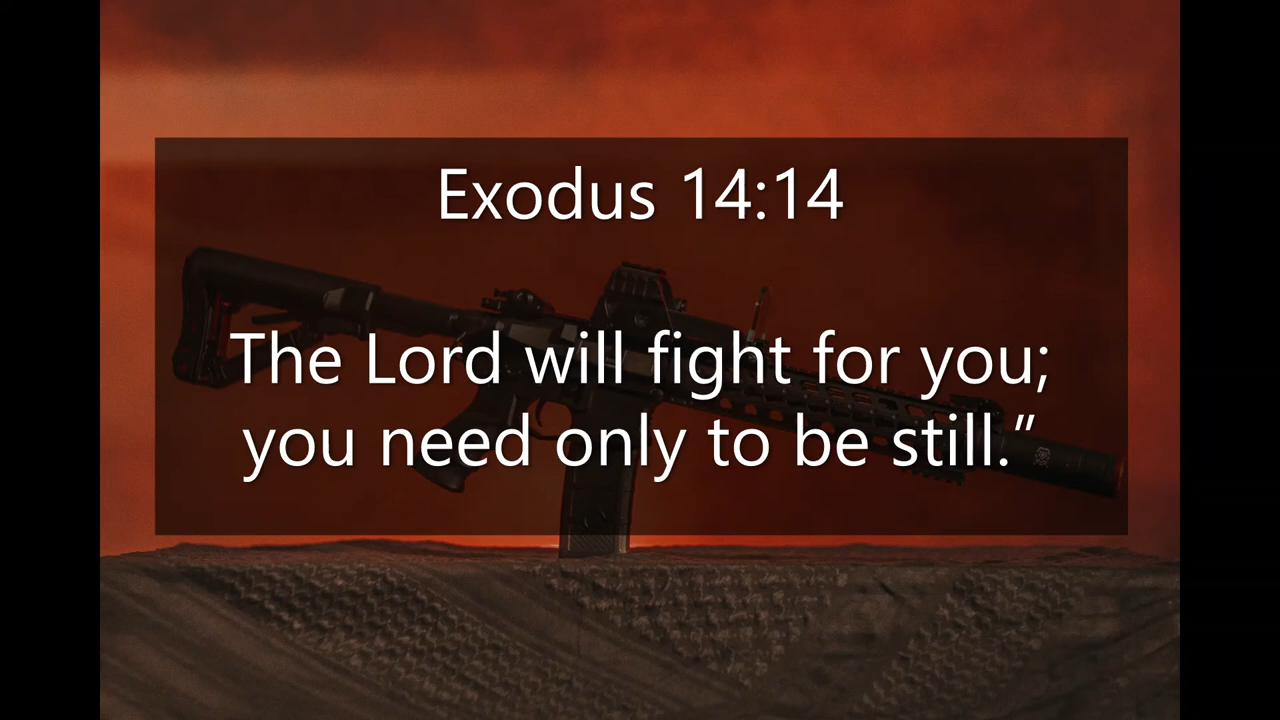 Exodus 14:14
The Lord will fight for you;
you need only to be still.”